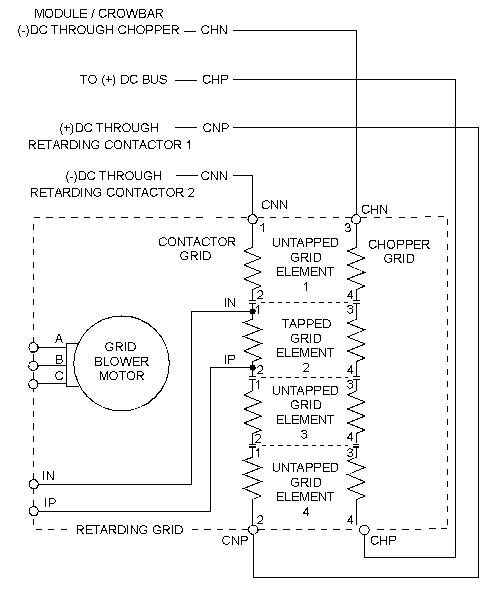 MODULE / CROWBAR
(-)DC THROUGH CHOPPER — CHN
TO (+) DC BUS — CHP
(+)DC THROUGH — CNP
RETARDING CONTACTOR 1
(-)DC THROUGH — CNN
RETARDING CONTACTOR 2
CNN
CHN
1
3
CONTACTOR
GRID
UNTAPPED
GRID
ELEMENT
1
CHOPPER
GRID
2
4
IN
1
3
TAPPED
GRID
ELEMENT
2
IP
2
4
A
B
C
GRID
BLOWER
MOTOR
1
3
UNTAPPED
GRID
ELEMENT
3
2
4
1
3
UNTAPPED
GRID
ELEMENT
4
IN
IP
2
4
RETARDING GRID
CNP
CHP